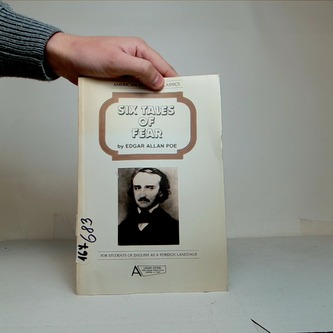 SIX TALES
OF
FEAR
by EDGAR ALLAN POE
FOR STUDENTS OF ENGLISH AS A FOREIGN LANGUAGE
A
167683